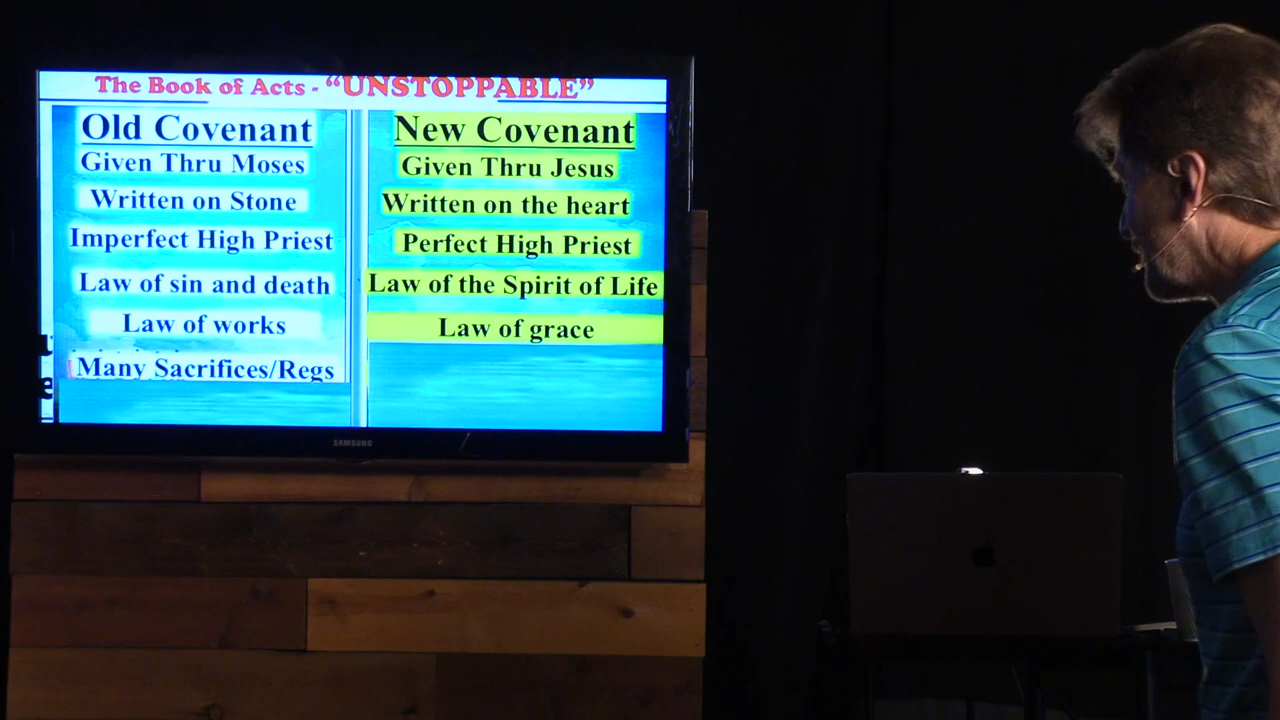 The Book of Acts - "UNSTOPPABLE"
Old Covenant
Given Thru Moses
Written on Stone
Imperfect High Priest
Law of sin and death
Law of works
Many Sacrifices/Regs
New Covenant
Given Thru Jesus
Written on the heart
Perfect High Priest
Law of the Spirit of Life
Law of grace
SAMSUNG